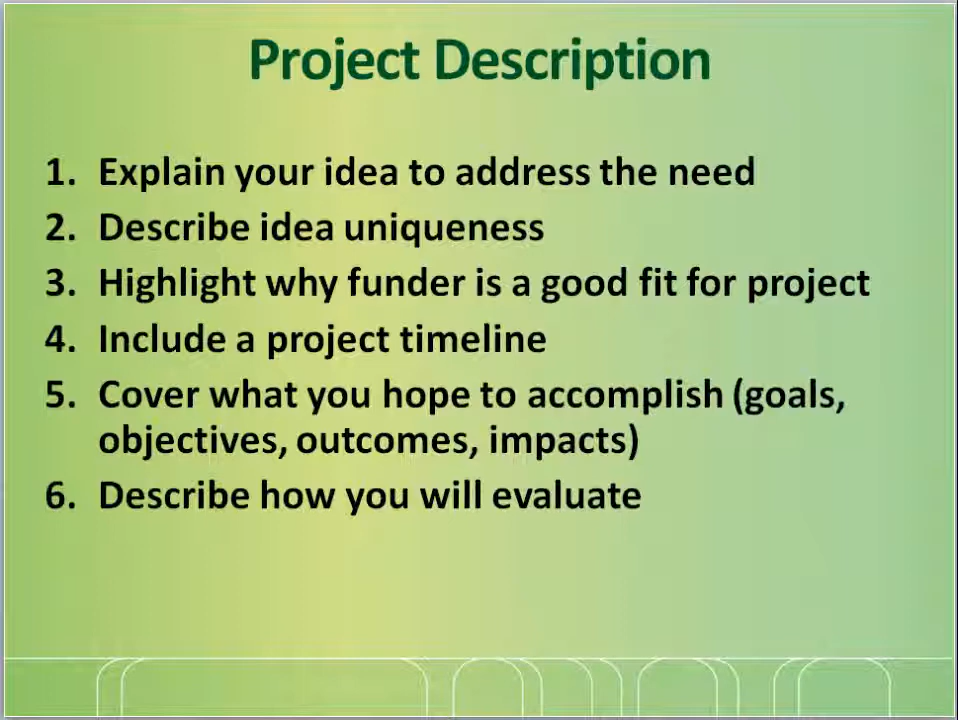 Project Description
1. Explain your idea to address the need
2. Describe idea uniqueness
3. Highlight why funder is a good fit for project
4. Include a project timeline
5. Cover what you hope to accomplish (goals,
objectives, outcomes, impacts)
6. Describe how you will evaluate